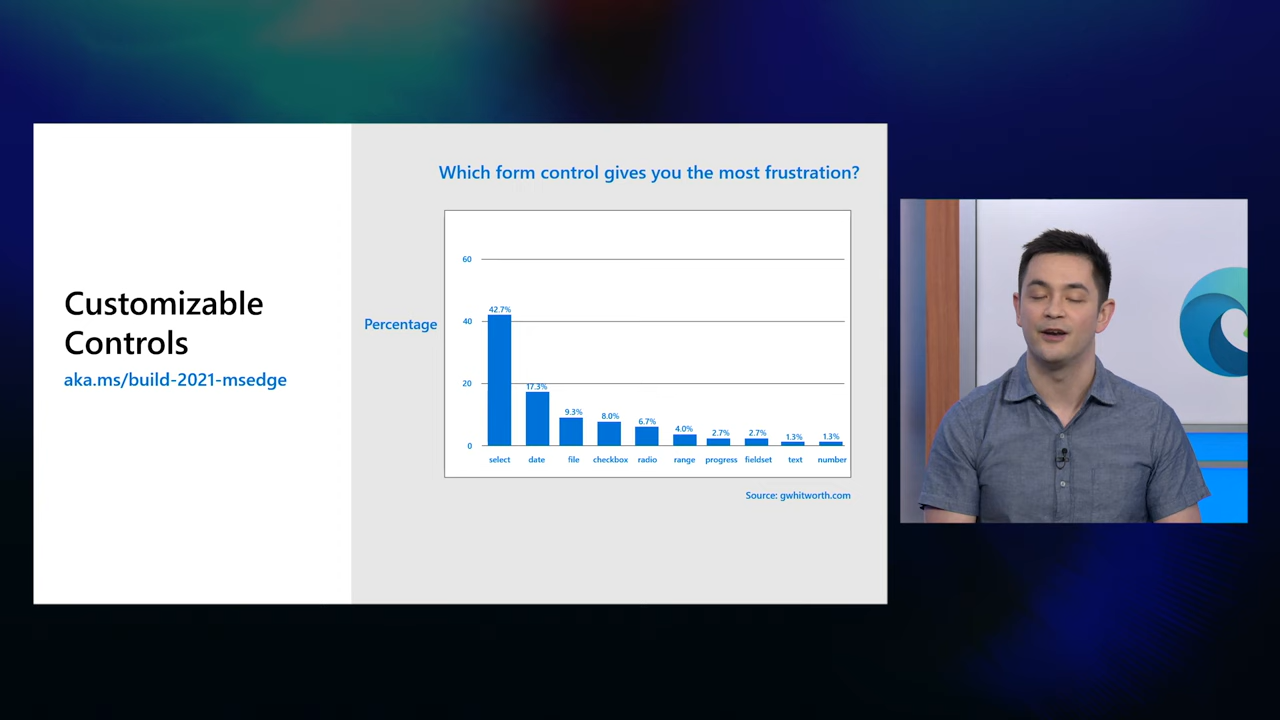 Customizable
Controls
aka.ms/build-2021-msedge
Which form control gives you the most frustration?
Percentage
60
40
20
0
42.7%
17.3%
9.3%
8.0%
6.7%
4.0%
2.7%
2.7%
1.3%
1.3%
select date file checkbox radio range progress fieldset text number
Source: gwhitworth.com